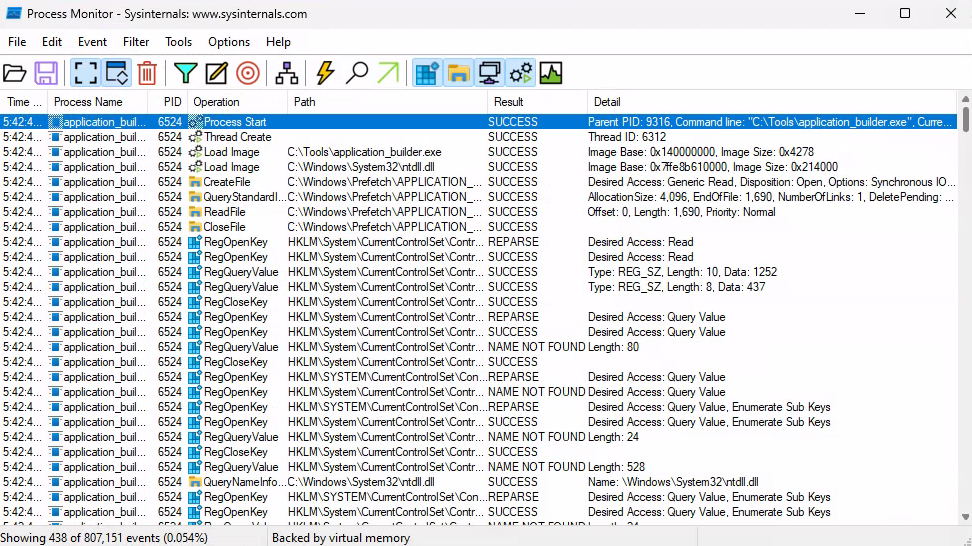 Process Monitor - Sysinternals: www.sysinternals.com
File Edit Event Filter Tools Options Help
Time ... Process Name PID Operation Path Result Detail
5:42:4... application_buil... 6524 Process Start SUCCESS Parent PID: 9316, Command line: "C:\Tools\application_builder.exe", Curre...
5:42:4... application_buil... 6524 Thread Create SUCCESS Thread ID: 6312
5:42:4... application_buil... 6524 Load Image C:\Tools\application_builder.exe SUCCESS Image Base: 0x140000000, Image Size: 0x4278
5:42:4... application_buil... 6524 Load Image C:\Windows\System32\ntdll.dll SUCCESS Image Base: 0x7ffe8b610000, Image Size: 0x214000
5:42:4... application_buil... 6524 CreateFile C:\Windows\Prefetch\APPLICATION_... SUCCESS Desired Access: Generic Read, Disposition: Open, Options: Synchronous IO...
5:42:4... application_buil... 6524 QueryStandardI... C:\Windows\Prefetch\APPLICATION_... SUCCESS AllocationSize: 4,096, EndOfFile: 1,690, NumberOfLinks: 1, DeletePending: ...
5:42:4... application_buil... 6524 ReadFile C:\Windows\Prefetch\APPLICATION_... SUCCESS Offset: 0, Length: 1,690, Priority: Normal
5:42:4... application_buil... 6524 CloseFile C:\Windows\Prefetch\APPLICATION_... SUCCESS
5:42:4... application_buil... 6524 RegOpenKey HKLM\System\CurrentControlSet\Contr... REPARSE Desired Access: Read
5:42:4... application_buil... 6524 RegOpenKey HKLM\System\CurrentControlSet\Contr... SUCCESS Desired Access: Read
5:42:4... application_buil... 6524 RegQueryValue HKLM\System\CurrentControlSet\Contr... SUCCESS Type: REG_SZ, Length: 10, Data: 1252
5:42:4... application_buil... 6524 RegQueryValue HKLM\System\CurrentControlSet\Contr... SUCCESS Type: REG_SZ, Length: 8, Data: 437
5:42:4... application_buil... 6524 RegCloseKey HKLM\System\CurrentControlSet\Contr... SUCCESS
5:42:4... application_buil... 6524 RegOpenKey HKLM\System\CurrentControlSet\Contr... REPARSE Desired Access: Query Value
5:42:4... application_buil... 6524 RegOpenKey HKLM\System\CurrentControlSet\Contr... SUCCESS Desired Access: Query Value
5:42:4... application_buil... 6524 RegQueryValue HKLM\System\CurrentControlSet\Contr... NAME NOT FOUND Length: 80
5:42:4... application_buil... 6524 RegCloseKey HKLM\System\CurrentControlSet\Contr... SUCCESS
5:42:4... application_buil... 6524 RegOpenKey HKLM\SYSTEM\CurrentControlSet\Con... REPARSE Desired Access: Query Value
5:42:4... application_buil... 6524 RegOpenKey HKLM\System\CurrentControlSet\Contr... NAME NOT FOUND Desired Access: Query Value
5:42:4... application_buil... 6524 RegOpenKey HKLM\SYSTEM\CurrentControlSet\Con... REPARSE Desired Access: Query Value, Enumerate Sub Keys
5:42:4... application_buil... 6524 RegOpenKey HKLM\System\CurrentControlSet\Contr... SUCCESS Desired Access: Query Value, Enumerate Sub Keys
5:42:4... application_buil... 6524 RegQueryValue HKLM\System\CurrentControlSet\Contr... NAME NOT FOUND Length: 24
5:42:4... application_buil... 6524 RegCloseKey HKLM\System\CurrentControlSet\Contr... SUCCESS
5:42:4... application_buil... 6524 RegQueryValue HKLM\System\CurrentControlSet\Contr... NAME NOT FOUND Length: 528
5:42:4... application_buil... 6524 QueryNameInfo... C:\Windows\System32\ntdll.dll SUCCESS Name: \Windows\System32\ntdll.dll
5:42:4... application_buil... 6524 RegOpenKey HKLM\SYSTEM\CurrentControlSet\Con... REPARSE Desired Access: Query Value, Enumerate Sub Keys
5:42:4... application_buil... 6524 RegOpenKey HKLM\System\CurrentControlSet\Contr... SUCCESS Desired Access: Query Value, Enumerate Sub Keys
Showing 438 of 807,151 events (0.054%) Backed by virtual memory